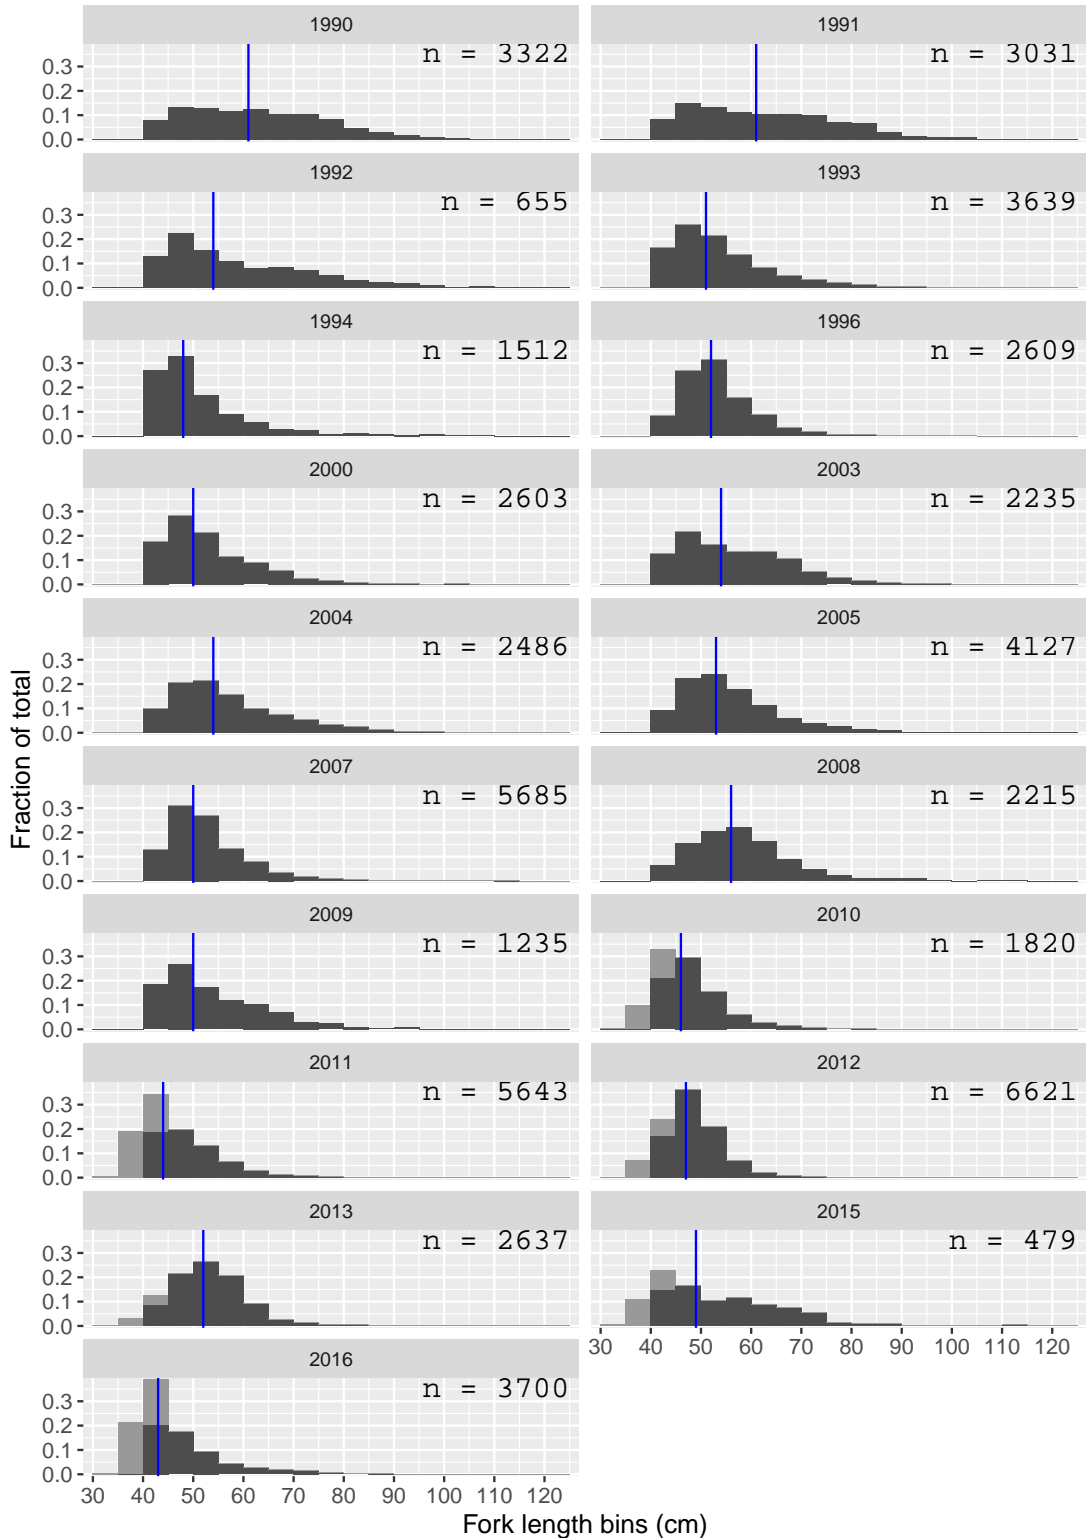 1990
1991
n = 3322
n = 3031
0.3
0.2
0.1
0.0
1992
1993
n = 655
n = 3639
0.3
0.2
0.1
0.0
1994
1996
n = 1512
n = 2609
0.3
0.2
0.1
0.0
2000
2003
n = 2603
n = 2235
0.3
0.2
0.1
0.0
2004
2005
n = 2486
n = 4127
0.3
0.2
0.1
0.0
Fraction of total
2007
2008
n = 5685
n = 2215
0.3
0.2
0.1
0.0
2009
2010
n = 1235
n = 1820
0.3
0.2
0.1
0.0
2011
2012
n = 5643
n = 6621
0.3
0.2
0.1
0.0
2013
2015
n = 2637
n = 479
0.3
0.2
0.1
0.0
30 40 50 60 70 80 90 100 110 120
2016
n = 3700
0.3
0.2
0.1
0.0
30 40 50 60 70 80 90 100 110 120
Fork length bins (cm)